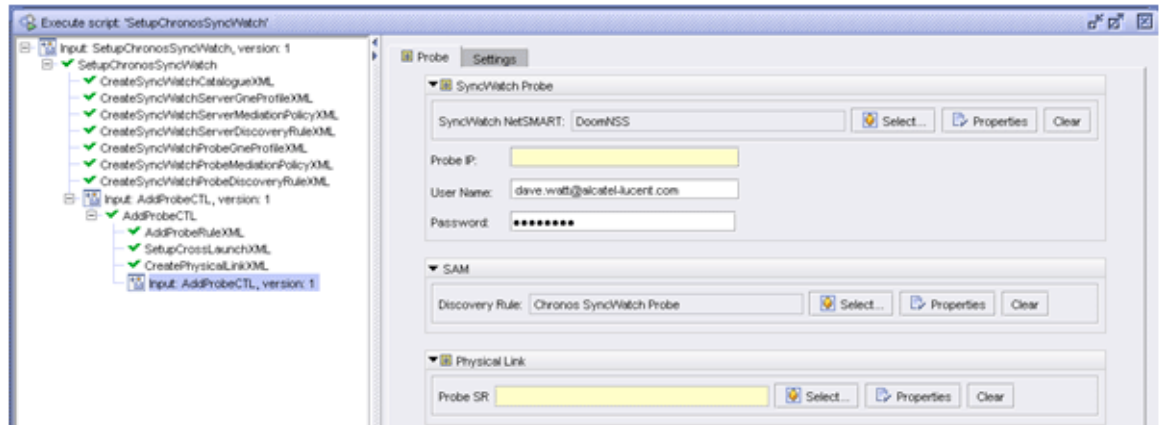 Execute script: 'SetupChronosSyncWatch'
Input: SetupChronosSyncWatch, version: 1
SetupChronosSyncWatch
CreateSyncWatchCatalogueXML
CreateSyncWatchServerGneProfileXML
CreateSyncWatchServerMediationPolicyXML
CreateSyncWatchServerDiscoveryRuleXML
CreateSyncWatchProbeGneProfileXML
CreateSyncWatchProbeMediationPolicyXML
CreateSyncWatchProbeDiscoveryRuleXML
Input: AddProbeCTL, version: 1
AddProbeCTL
AddProbeRuleXML
SetupCrossLaunchXML
CreatePhysicalLinkXML
Input: AddProbeCTL, version: 1
Probe Settings
SyncWatch Probe
SyncWatch NetSMART: DoomNSS Select... Properties Clear
Probe IP:
User Name: dave.watt@alcatel-lucent.com
Password: ••••••••
SAM
Discovery Rule: Chronos SyncWatch Probe Select... Properties Clear
Physical Link
Probe SR Select... Properties Clear